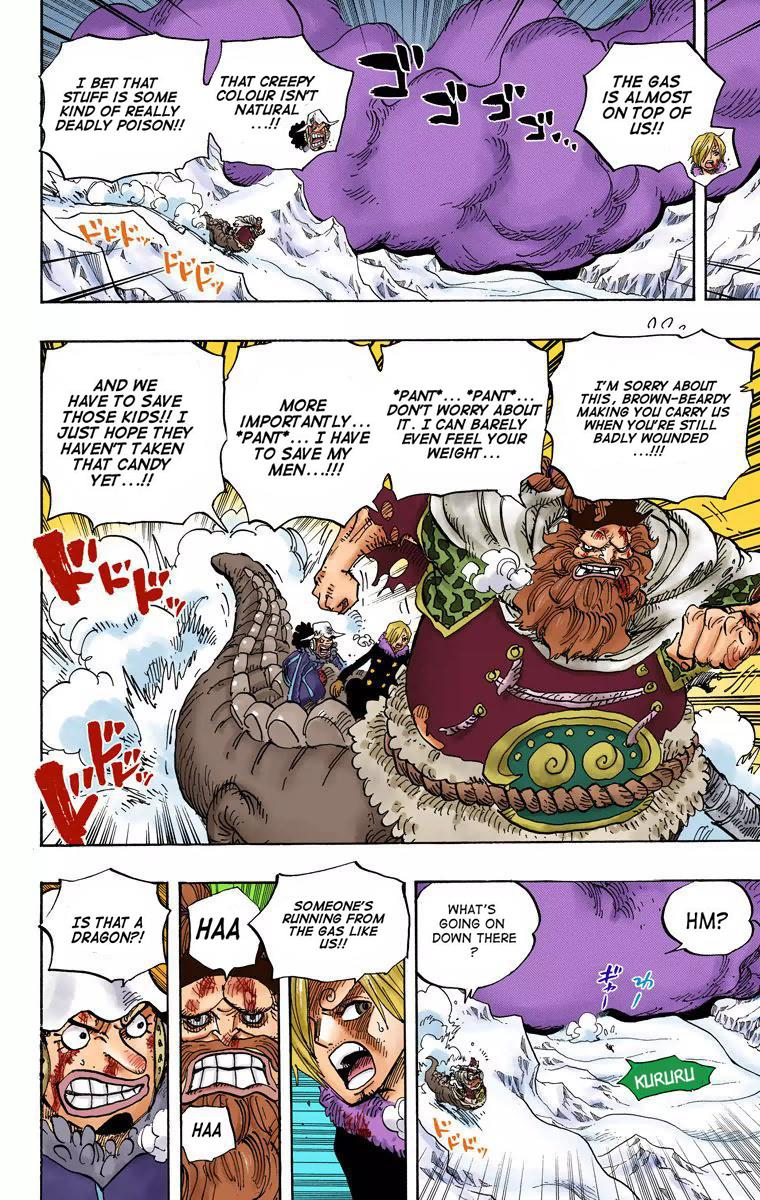 THE GAS
IS ALMOST
ON TOP OF
US!!
ゴゴゴゴ...
THAT CREEPY
COLOUR ISN'T
NATURAL
...!!
I BET THAT
STUFF IS SOME
KIND OF REALLY
DEADLY POISON!!
ドドドッ
ドドドッ
I'M SORRY ABOUT
THIS, BROWN-BEARDY
MAKING YOU CARRY US
WHEN YOU'RE STILL
BADLY WOUNDED
...!!!
*PANT*... *PANT*...
DON'T WORRY ABOUT
IT. I CAN BARELY
EVEN FEEL YOUR
WEIGHT...
MORE
IMPORTANTLY...
*PANT*... I HAVE
TO SAVE MY
MEN...!!!
AND WE
HAVE TO SAVE
THOSE KIDS!! I
JUST HOPE THEY
HAVEN'T TAKEN
THAT CANDY
YET...!!
ドドドドッ
ドドドッ
HM?
WHAT'S
GOING ON
DOWN THERE
?
ギャー
わー
KURURU
ドドドッ
SOMEONE'S
RUNNING FROM
THE GAS LIKE
US!!
HAA
HAA
IS THAT A
DRAGON?!